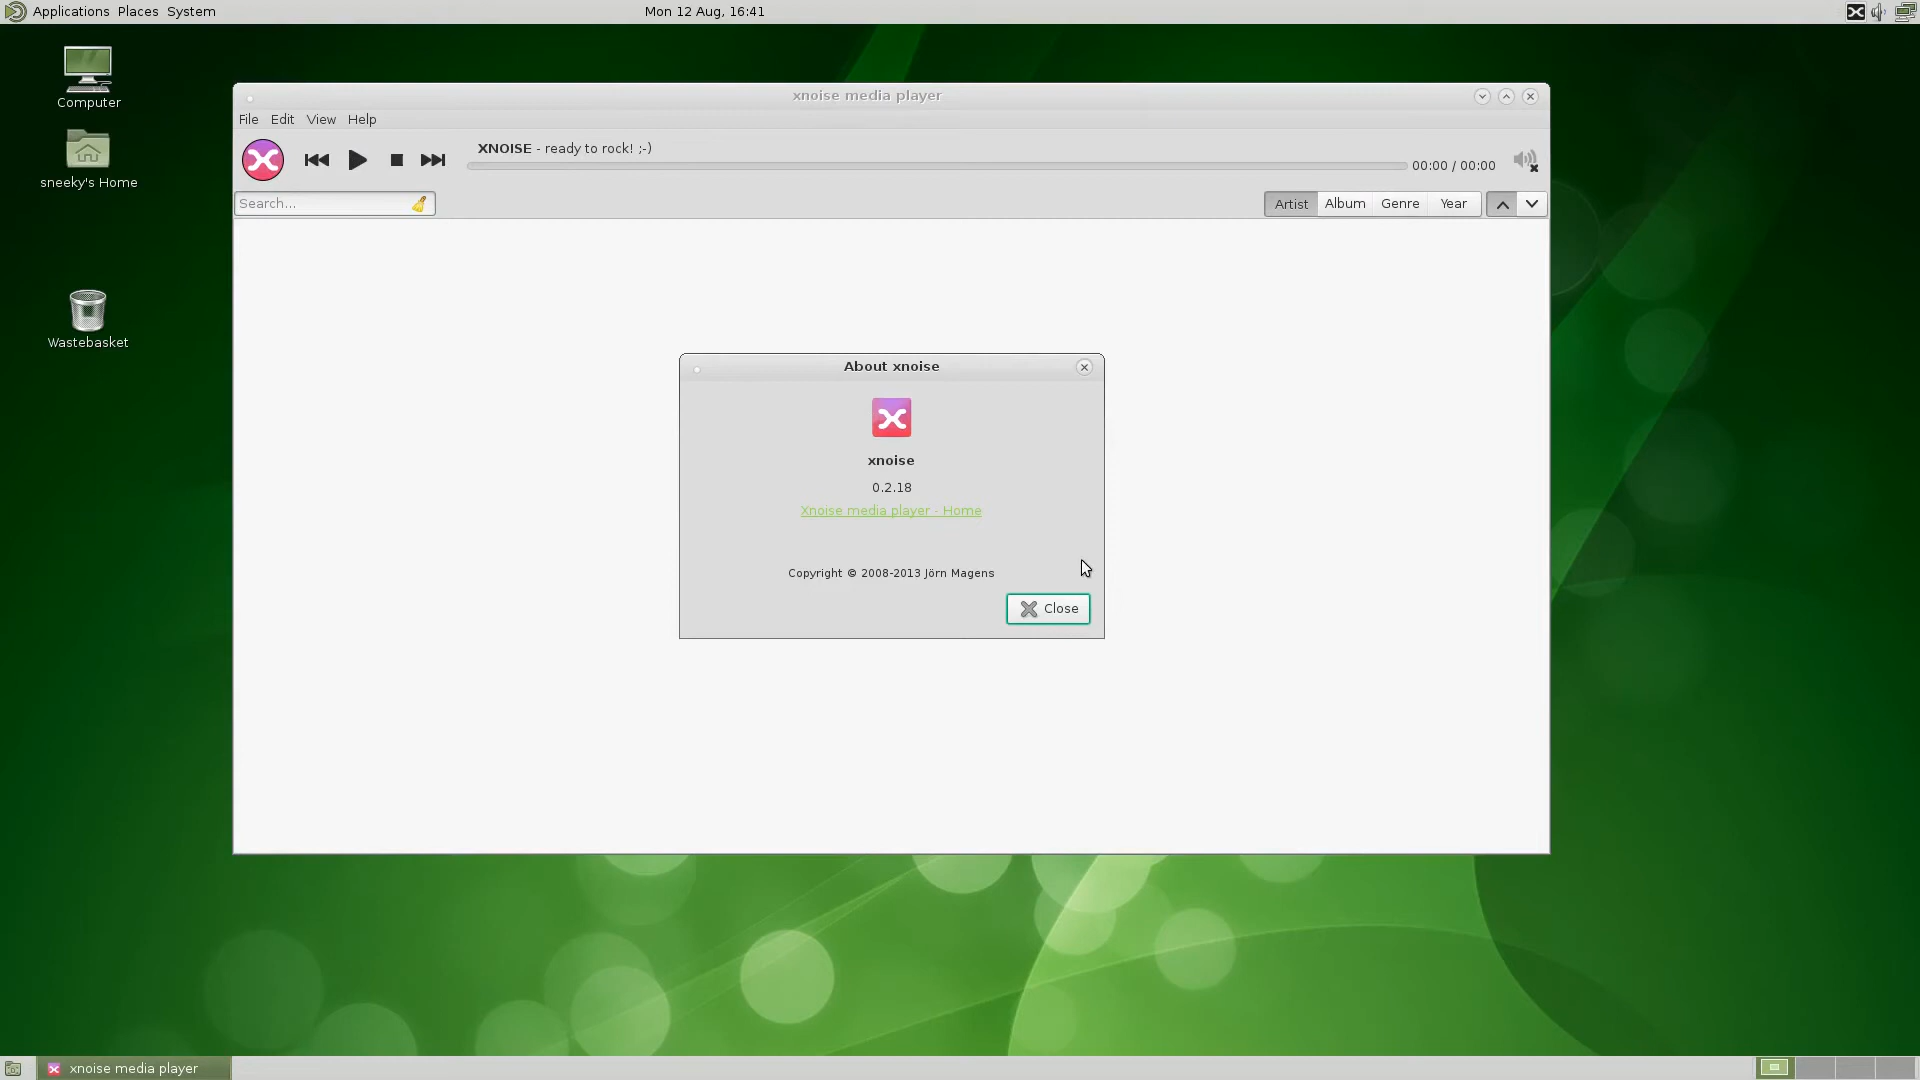 Applications Places System
Mon 12 Aug, 16:41
Computer
sneeky's Home
Wastebasket
xnoise media player
File Edit View Help
XNOISE - ready to rock! ;-)
00:00 / 00:00
Search...
Artist Album Genre Year
About xnoise
xnoise
0.2.18
Xnoise media player - Home
Copyright © 2008-2013 Jörn Magens
Close
xnoise media player